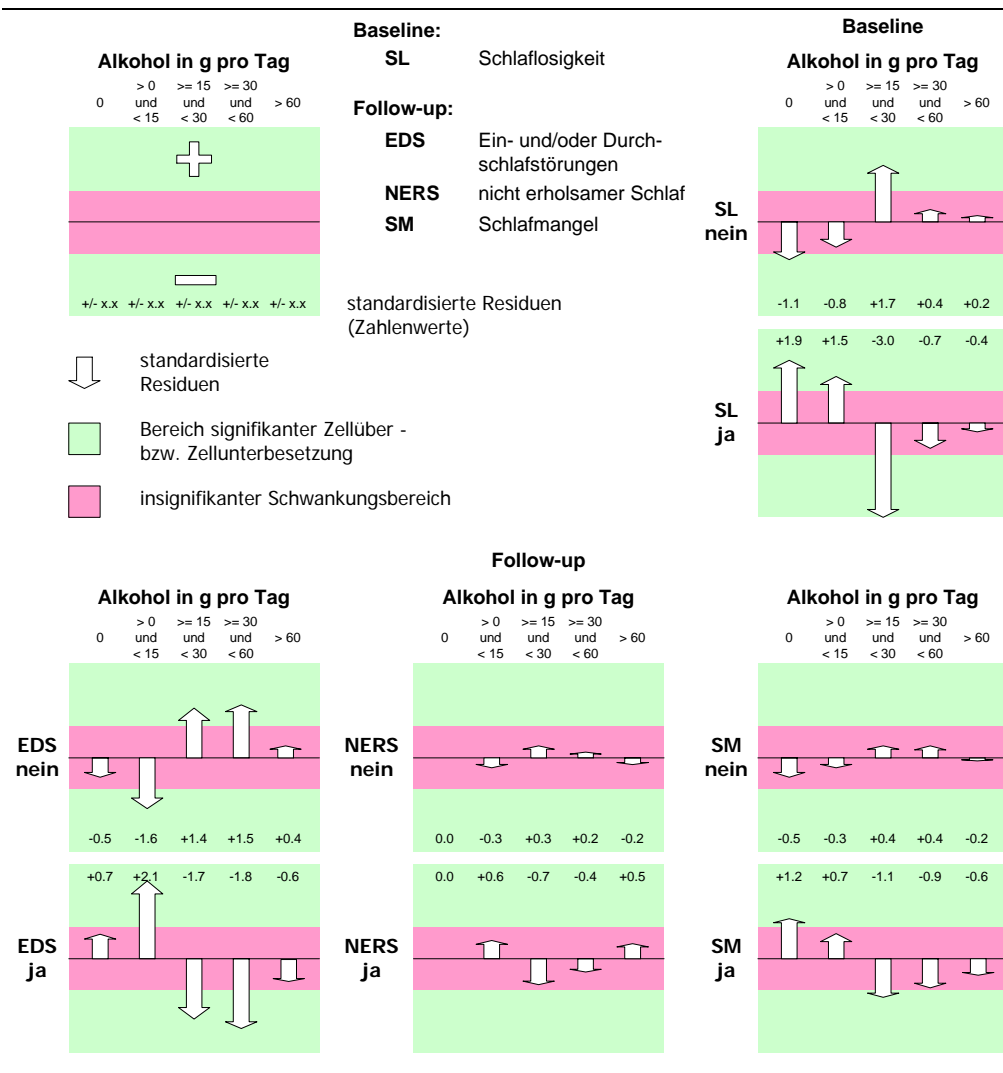 Alkohol in g pro Tag
0
> 0
und
< 15
>= 15
und
< 30
>= 30
und
< 60
> 60
+/- x.x +/- x.x +/- x.x +/- x.x +/- x.x
Baseline:
SL Schlaflosigkeit
Follow-up:
EDS Ein- und/oder Durch-
schlafstörungen
NERS nicht erholsamer Schlaf
SM Schlafmangel
standardisierte Residuen
(Zahlenwerte)
standardisierte
Residuen
Bereich signifikanter Zellüber -
bzw. Zellunterbesetzung
insignifikanter Schwankungsbereich
Baseline
Alkohol in g pro Tag
0
> 0
und
< 15
>= 15
und
< 30
>= 30
und
< 60
> 60
SL
nein
-1.1 -0.8 +1.7 +0.4 +0.2
+1.9 +1.5 -3.0 -0.7 -0.4
SL
ja
Follow-up
Alkohol in g pro Tag
0
> 0
und
< 15
>= 15
und
< 30
>= 30
und
< 60
> 60
EDS
nein
-0.5 -1.6 +1.4 +1.5 +0.4
+0.7 +2.1 -1.7 -1.8 -0.6
EDS
ja
Alkohol in g pro Tag
0
> 0
und
< 15
>= 15
und
< 30
>= 30
und
< 60
> 60
NERS
nein
0.0 -0.3 +0.3 +0.2 -0.2
0.0 +0.6 -0.7 -0.4 +0.5
NERS
ja
Alkohol in g pro Tag
0
> 0
und
< 15
>= 15
und
< 30
>= 30
und
< 60
> 60
SM
nein
-0.5 -0.3 +0.4 +0.4 -0.2
+1.2 +0.7 -1.1 -0.9 -0.6
SM
ja